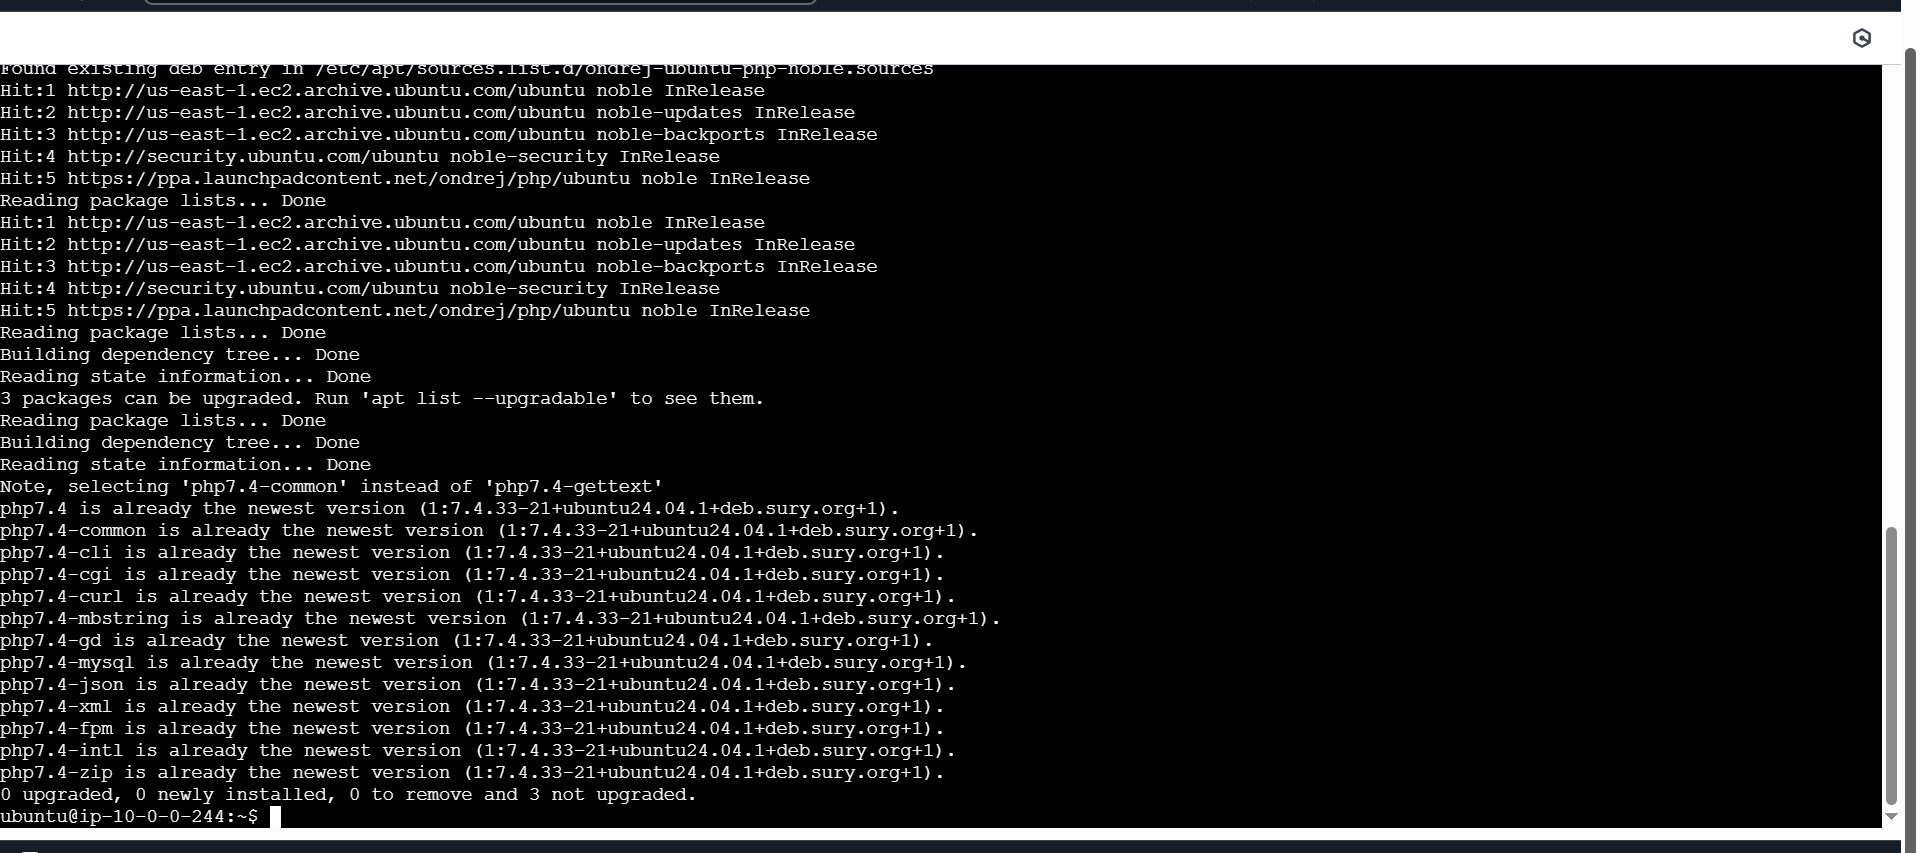 Found existing deb entry in /etc/apt/sources.list.d/ondrej-ubuntu-php-noble.sources
Hit:1 http://us-east-1.ec2.archive.ubuntu.com/ubuntu noble InRelease
Hit:2 http://us-east-1.ec2.archive.ubuntu.com/ubuntu noble-updates InRelease
Hit:3 http://us-east-1.ec2.archive.ubuntu.com/ubuntu noble-backports InRelease
Hit:4 http://security.ubuntu.com/ubuntu noble-security InRelease
Hit:5 https://ppa.launchpadcontent.net/ondrej/php/ubuntu noble InRelease
Reading package lists... Done
Hit:1 http://us-east-1.ec2.archive.ubuntu.com/ubuntu noble InRelease
Hit:2 http://us-east-1.ec2.archive.ubuntu.com/ubuntu noble-updates InRelease
Hit:3 http://us-east-1.ec2.archive.ubuntu.com/ubuntu noble-backports InRelease
Hit:4 http://security.ubuntu.com/ubuntu noble-security InRelease
Hit:5 https://ppa.launchpadcontent.net/ondrej/php/ubuntu noble InRelease
Reading package lists... Done
Building dependency tree... Done
Reading state information... Done
3 packages can be upgraded. Run 'apt list --upgradable' to see them.
Reading package lists... Done
Building dependency tree... Done
Reading state information... Done
Note, selecting 'php7.4-common' instead of 'php7.4-gettext'
php7.4 is already the newest version (1:7.4.33-21+ubuntu24.04.1+deb.sury.org+1).
php7.4-common is already the newest version (1:7.4.33-21+ubuntu24.04.1+deb.sury.org+1).
php7.4-cli is already the newest version (1:7.4.33-21+ubuntu24.04.1+deb.sury.org+1).
php7.4-cgi is already the newest version (1:7.4.33-21+ubuntu24.04.1+deb.sury.org+1).
php7.4-curl is already the newest version (1:7.4.33-21+ubuntu24.04.1+deb.sury.org+1).
php7.4-mbstring is already the newest version (1:7.4.33-21+ubuntu24.04.1+deb.sury.org+1).
php7.4-gd is already the newest version (1:7.4.33-21+ubuntu24.04.1+deb.sury.org+1).
php7.4-mysql is already the newest version (1:7.4.33-21+ubuntu24.04.1+deb.sury.org+1).
php7.4-json is already the newest version (1:7.4.33-21+ubuntu24.04.1+deb.sury.org+1).
php7.4-xml is already the newest version (1:7.4.33-21+ubuntu24.04.1+deb.sury.org+1).
php7.4-fpm is already the newest version (1:7.4.33-21+ubuntu24.04.1+deb.sury.org+1).
php7.4-intl is already the newest version (1:7.4.33-21+ubuntu24.04.1+deb.sury.org+1).
php7.4-zip is already the newest version (1:7.4.33-21+ubuntu24.04.1+deb.sury.org+1).
0 upgraded, 0 newly installed, 0 to remove and 3 not upgraded.
ubuntu@ip-10-0-0-244:~$